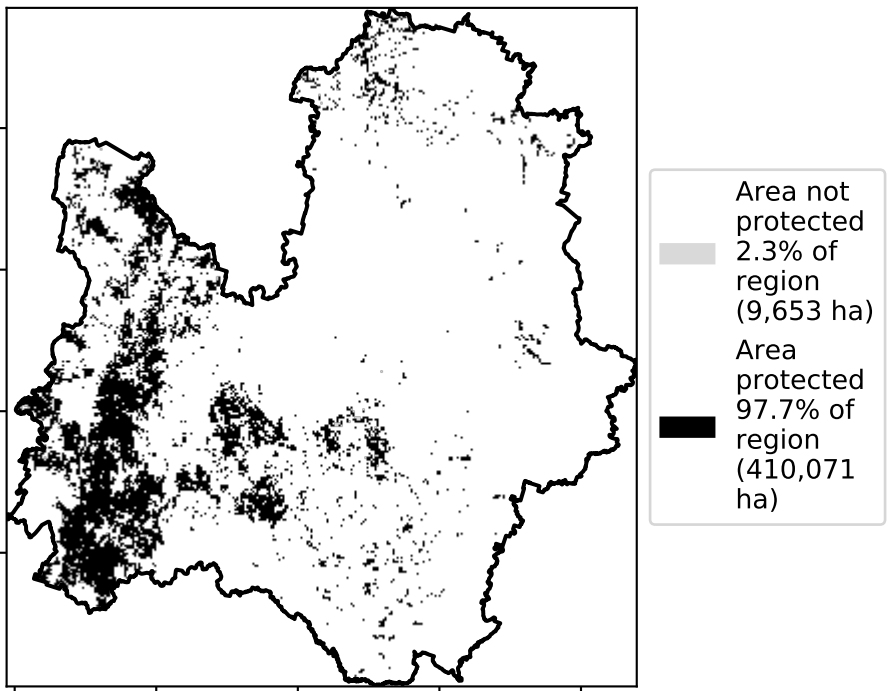 Area not
protected
2.3% of
region
(9,653 ha)
Area
protected
97.7% of
region
(410,071
ha)